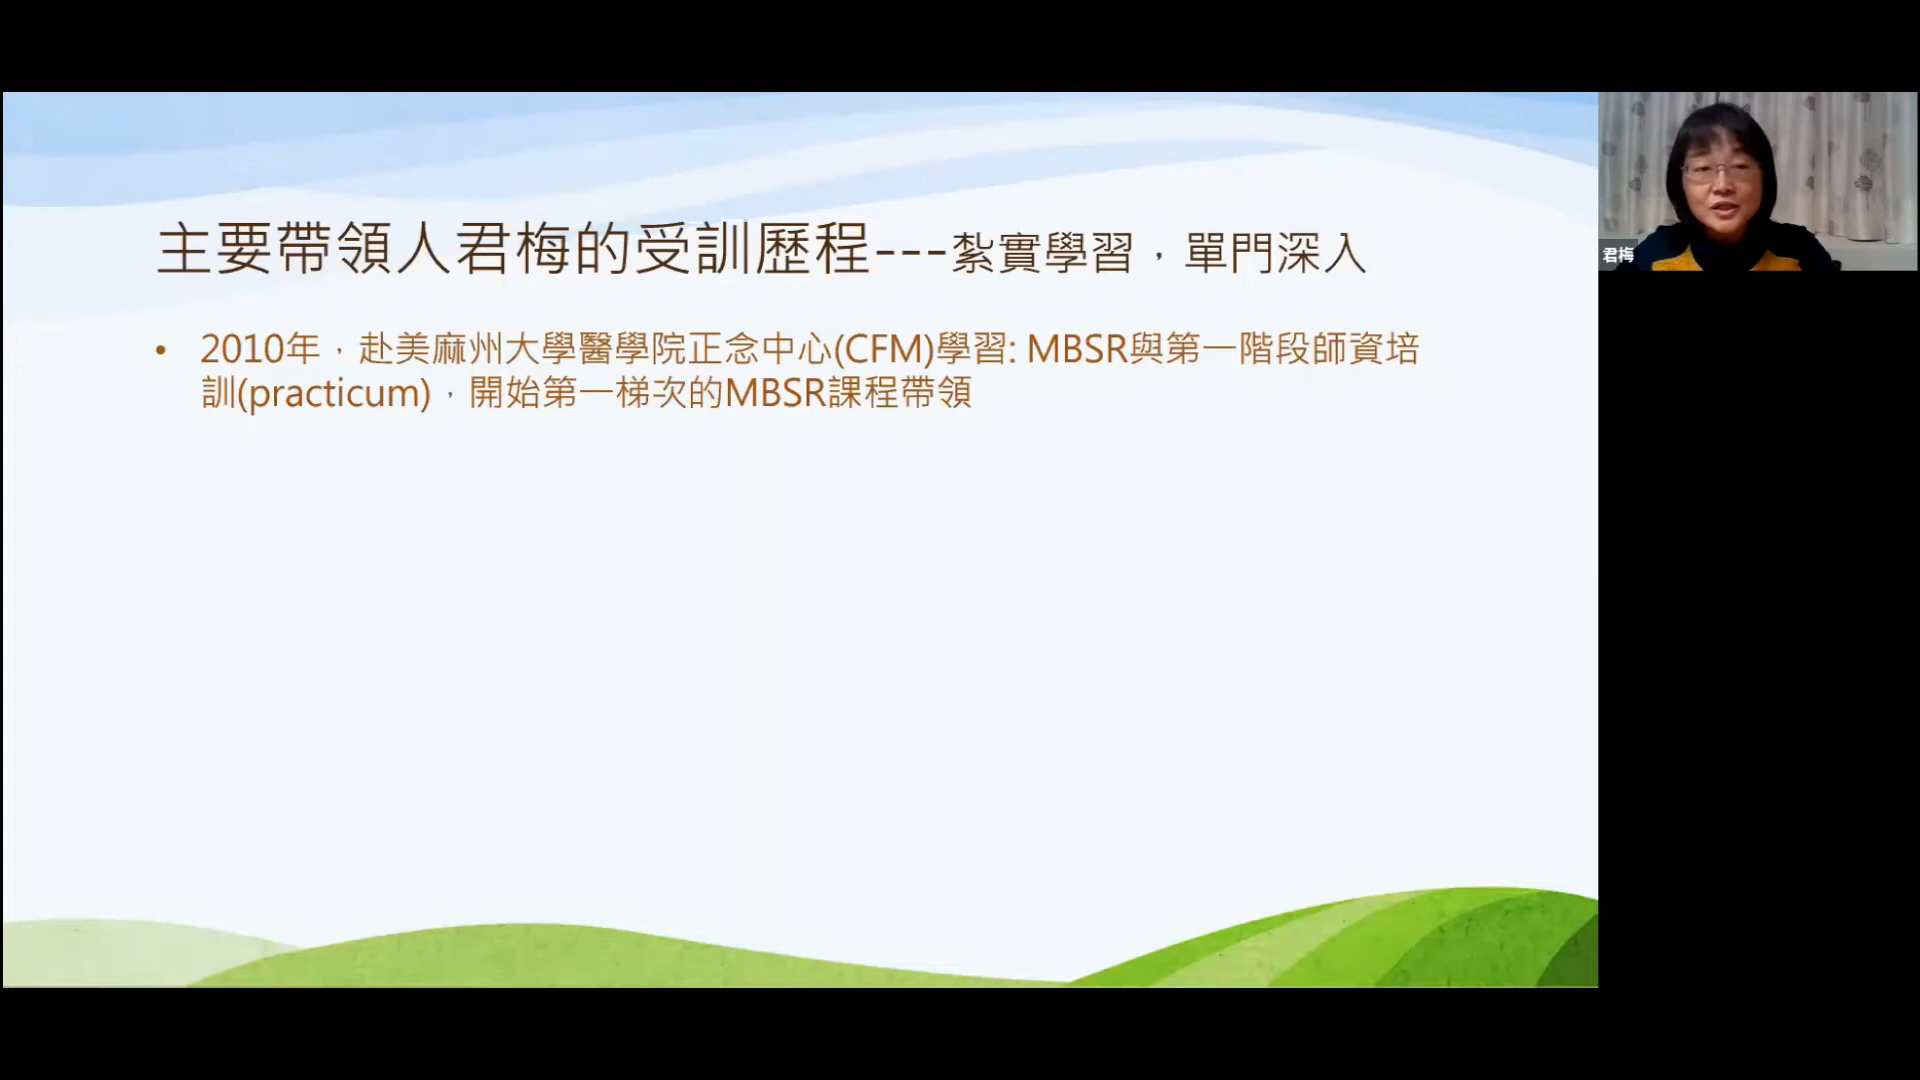 主要帶領人君梅的受訓歷程---紮實學習，單門深入
• 2010年，赴美麻州大學醫學院正念中心(CFM)學習: MBSR與第一階段師資培
訓(practicum)，開始第一梯次的MBSR課程帶領
君梅